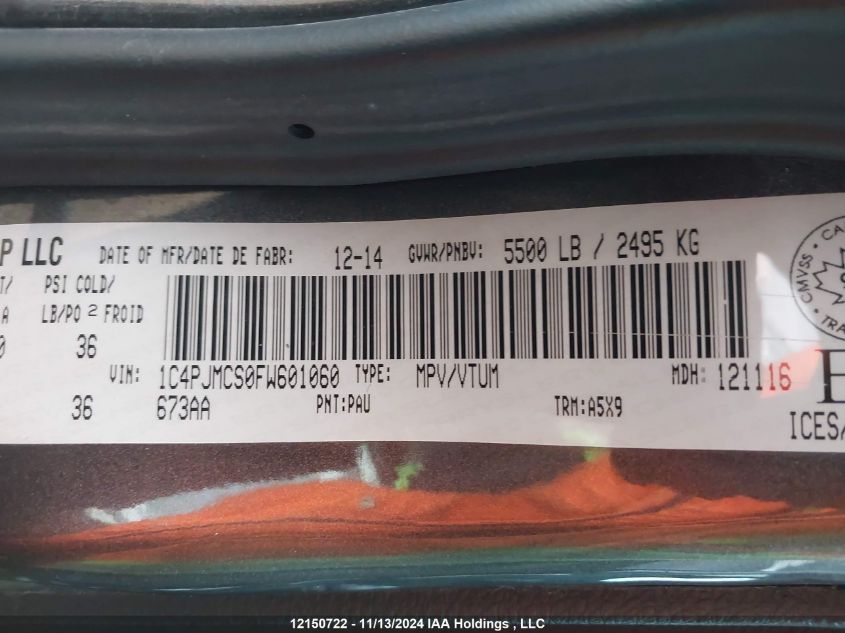 P LLC DATE OF MFR/DATE DE FABR: 12-14 GVWR/PNBV: 5500 LB / 2495 KG
T/ PSI COLD/
A LB/PO 2 FROID
0 36
VIN: 1C4PJMCS0FW601060 TYPE: MPV/VTUM MDH: 121116
36 673AA PNT:PAU TRM:A5X9
CMVSS
ICES/
12150722 - 11/13/2024 IAA Holdings , LLC